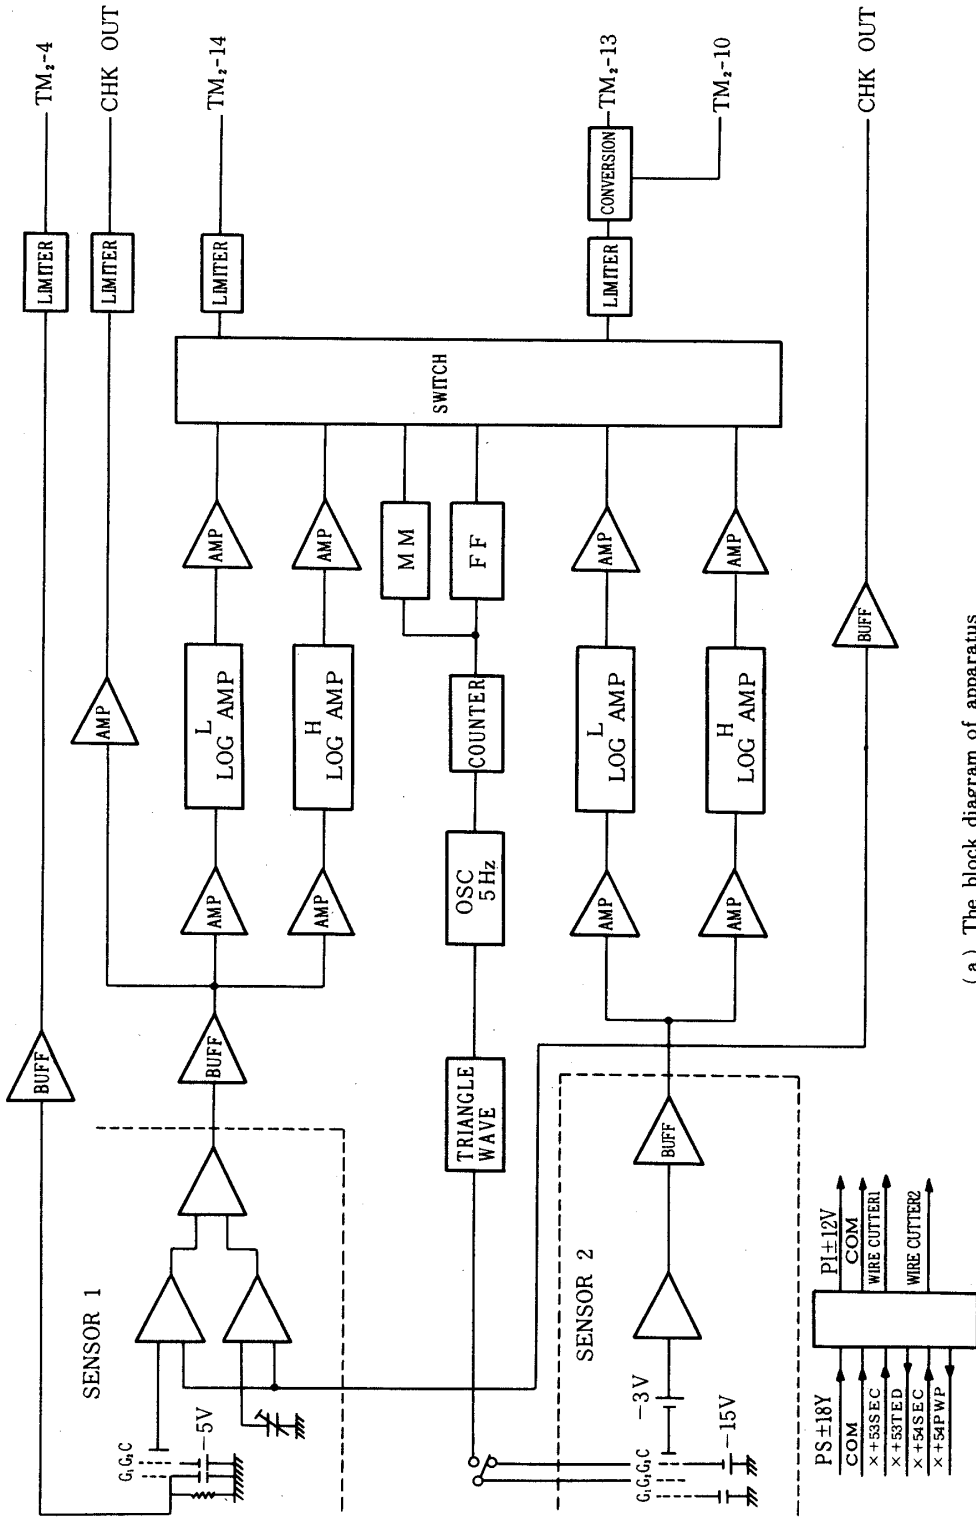 TM₂-4
CHK OUT
TM₂-14
TM₂-13
TM₂-10
CHK OUT
LIMITER
LIMITER
LIMITER
LIMITER
CONVERSION
SWITCH
AMP
AMP
AMP
MM
FF
AMP
AMP
BUFF
L
LOG AMP
H
LOG AMP
COUNTER
L
LOG AMP
H
LOG AMP
AMP
AMP
OSC
5Hz
AMP
AMP
BUFF
BUFF
TRIANGLE
WAVE
BUFF
SENSOR 1
-5V
SENSOR 2
-3V
-15V
PS±18Y
COM
×+53SEC
×+53TED
×+54SEC
×+54PWP
PI±12V
COM
WIRE CUTTER1
WIRE CUTTER2
(a) The block diagram of apparatus